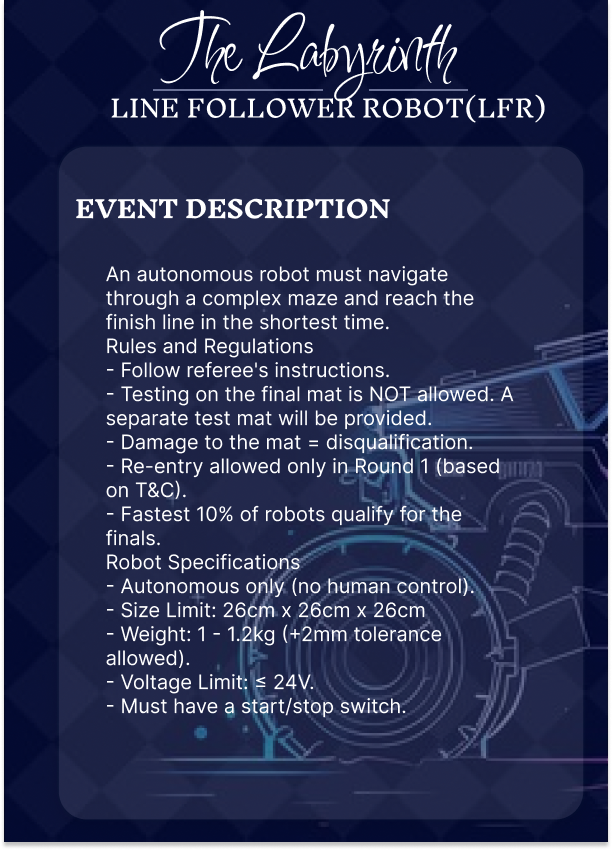 The Labyrinth
LINE FOLLOWER ROBOT(LFR)
EVENT DESCRIPTION
An autonomous robot must navigate
through a complex maze and reach the
finish line in the shortest time.
Rules and Regulations
- Follow referee's instructions.
- Testing on the final mat is NOT allowed. A
separate test mat will be provided.
- Damage to the mat = disqualification.
- Re-entry allowed only in Round 1 (based
on T&C).
- Fastest 10% of robots qualify for the
finals.
Robot Specifications
- Autonomous only (no human control).
- Size Limit: 26cm x 26cm x 26cm
- Weight: 1 - 1.2kg (+2mm tolerance
allowed).
- Voltage Limit: ≤ 24V.
- Must have a start/stop switch.